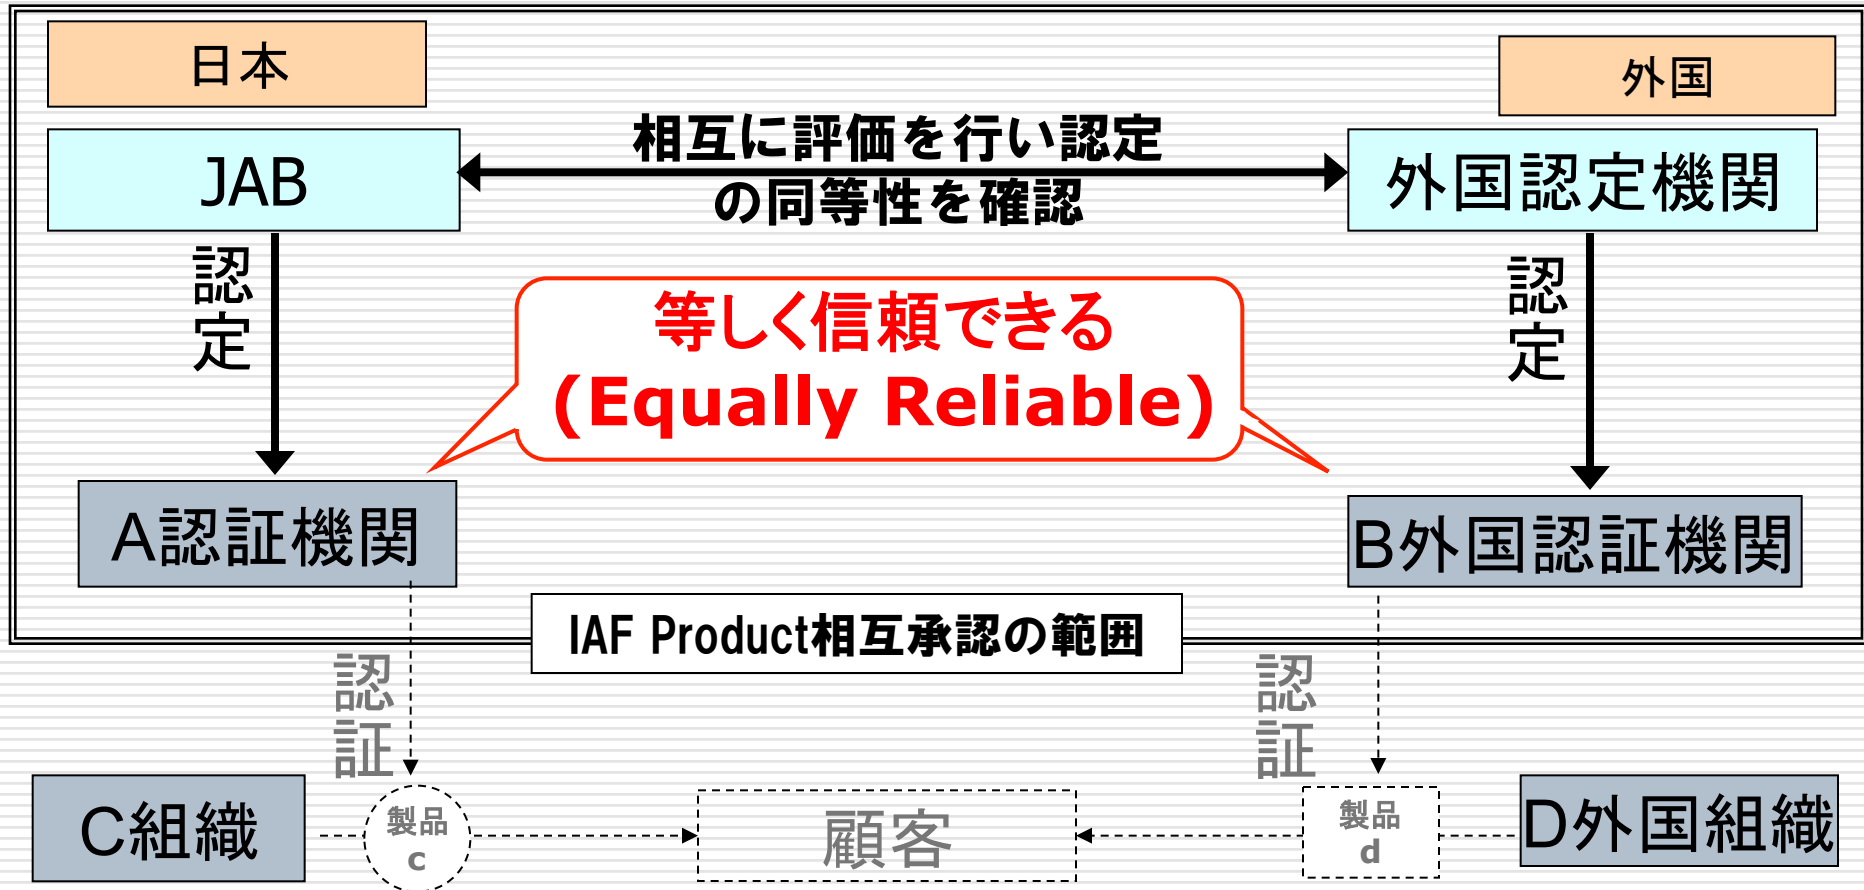 日本
外国
JAB
相互に評価を行い認定
の同等性を確認
外国認定機関
認定
認定
等しく信頼できる
(Equally Reliable)
A認証機関
B外国認証機関
IAF Product相互承認の範囲
認証
認証
C組織
製品
c
顧客
製品
d
D外国組織